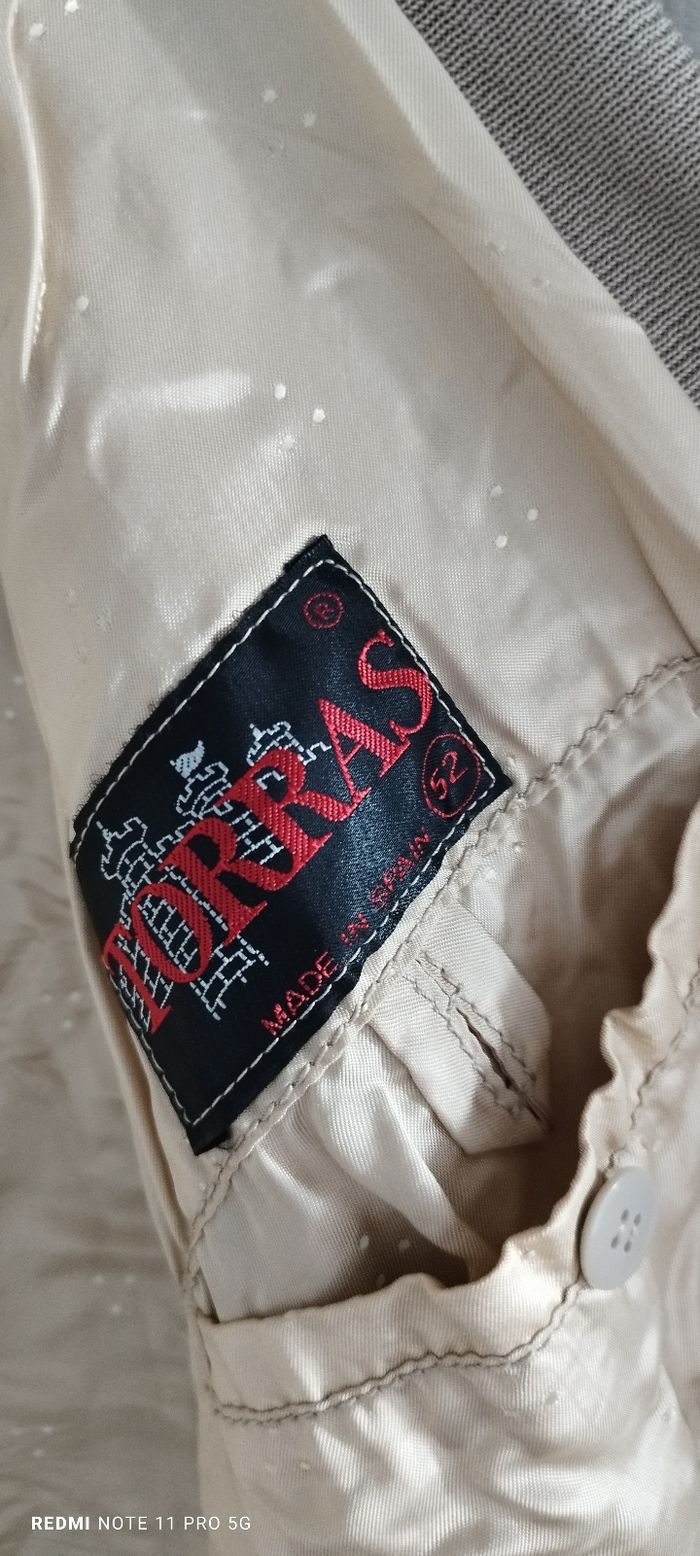 ®
TORRAS
52
MADE IN SPAIN
REDMI NOTE 11 PRO 5G